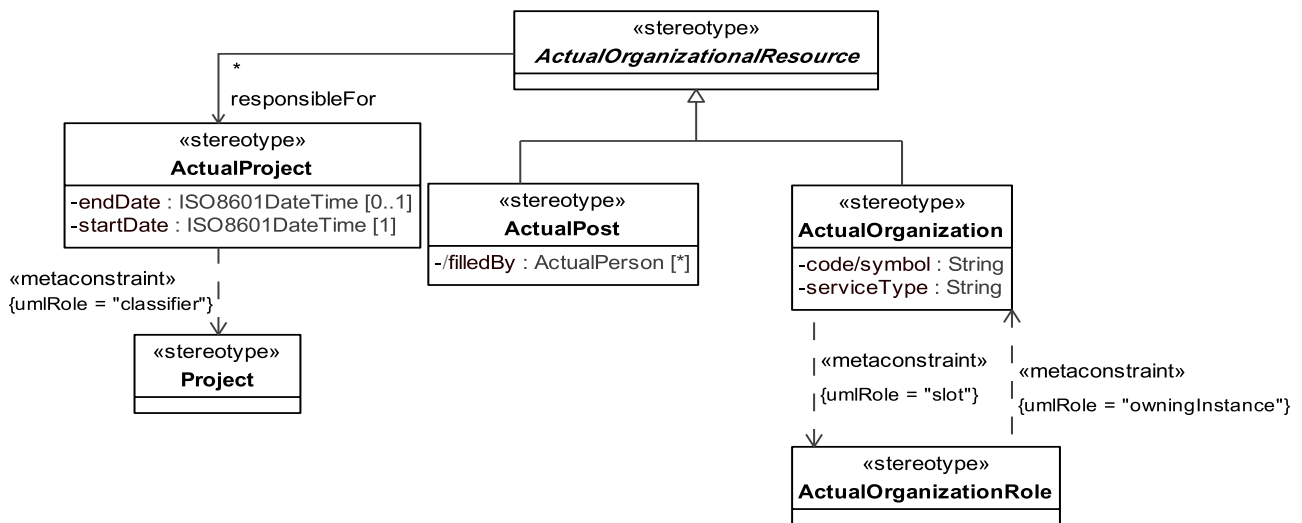 «stereotype»
ActualOrganizationalResource
*
responsibleFor
«stereotype»
ActualProject
-endDate : ISO8601DateTime [0..1]
-startDate : ISO8601DateTime [1]
«stereotype»
ActualPost
-/filledBy : ActualPerson [*]
«stereotype»
ActualOrganization
-code/symbol : String
-serviceType : String
«metaconstraint»
{umlRole = "classifier"}
«stereotype»
Project
«metaconstraint»
{umlRole = "slot"}
«metaconstraint»
{umlRole = "owningInstance"}
«stereotype»
ActualOrganizationRole